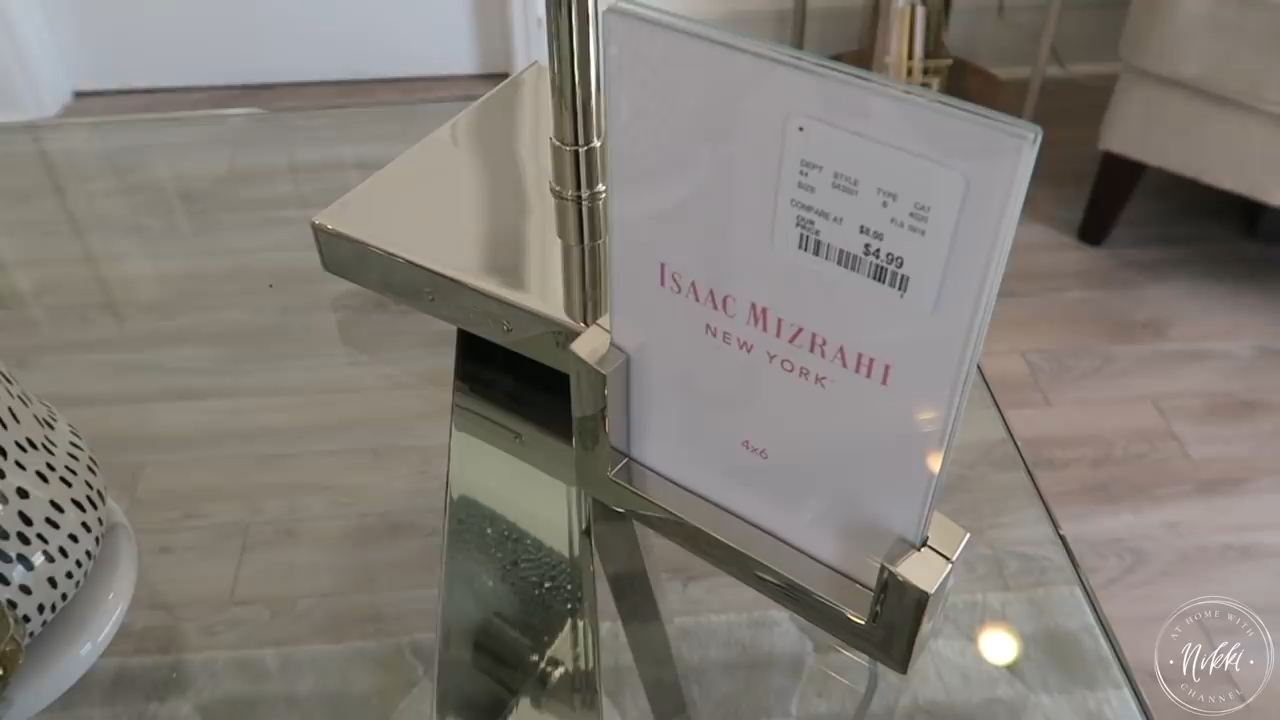 DEPT STYLE TYPE CAT
SIZE
COMPARE AT $8.00
OUR PRICE $4.99
ISAAC MIZRAHI
NEW YORK
4x6
AT HOME WITH
Nikki
CHANNEL